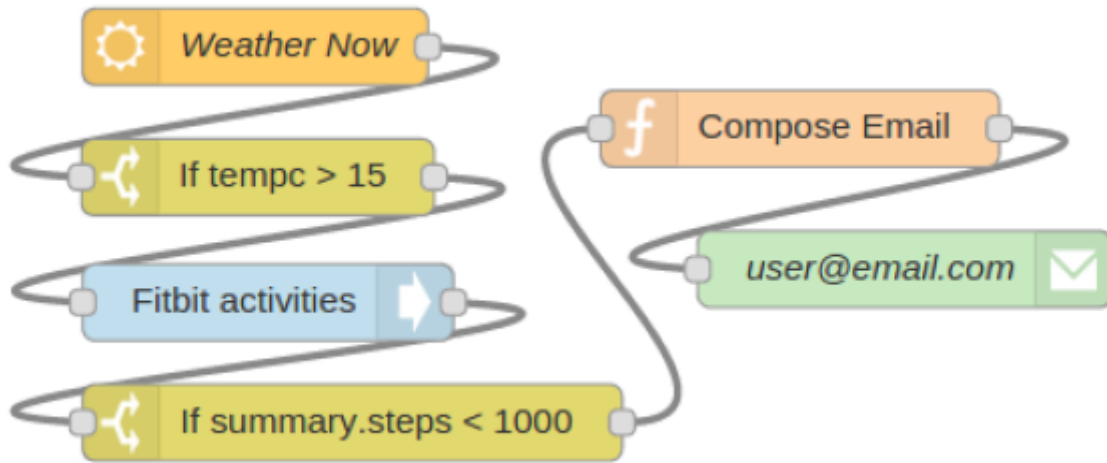 Weather Now
If tempc > 15
Fitbit activities
If summary.steps < 1000
Compose Email
user@email.com